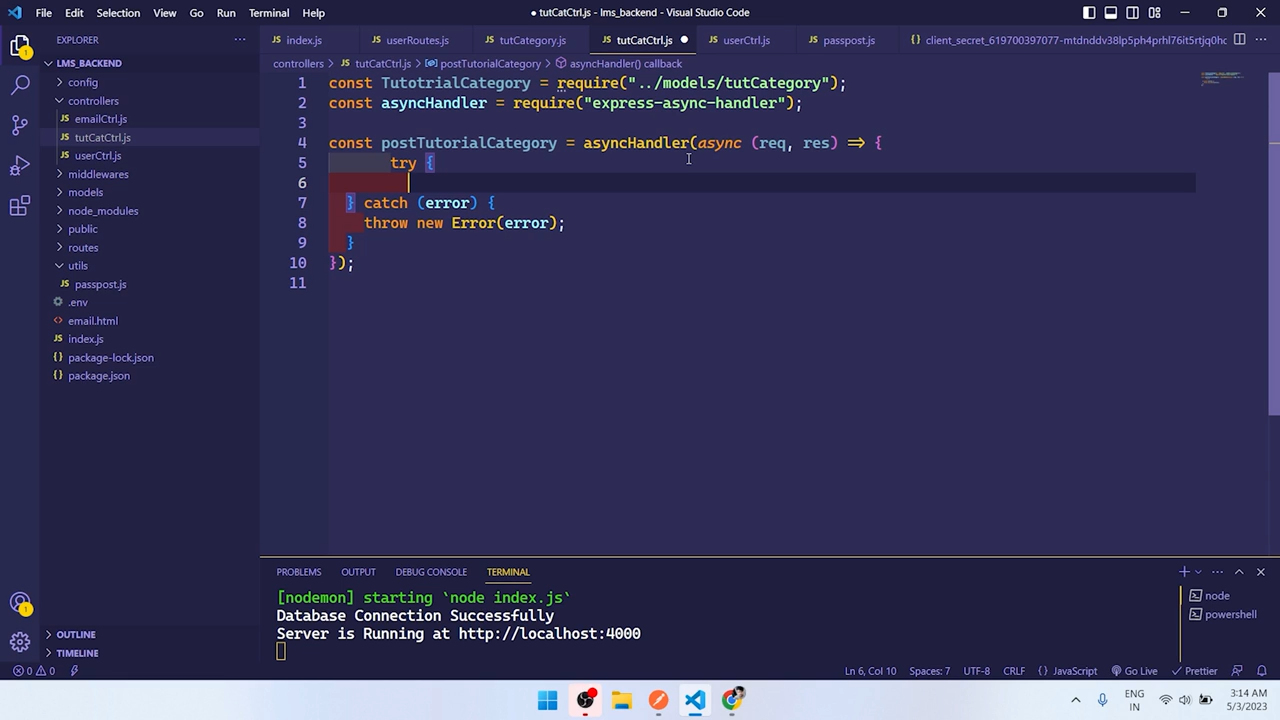 File Edit Selection View Go Run Terminal Help
● tutCatCtrl.js - lms_backend - Visual Studio Code
EXPLORER
LMS_BACKEND
config
controllers
emailCtrl.js
tutCatCtrl.js
userCtrl.js
middlewares
models
node_modules
public
routes
utils
passpost.js
.env
email.html
index.js
package-lock.json
package.json
OUTLINE
TIMELINE
index.js userRoutes.js tutCategory.js tutCatCtrl.js userCtrl.js passpost.js client_secret_619700397077-mtdnddv38lp5ph4prhl76it5rtjq0hdc
controllers > tutCatCtrl.js > postTutorialCategory > asyncHandler() callback
1 const TutotrialCategory = require("../models/tutCategory");
2 const asyncHandler = require("express-async-handler");
3
4 const postTutorialCategory = asyncHandler(async (req, res) => {
5 try {
6
7 } catch (error) {
8 throw new Error(error);
9 }
10 });
11
PROBLEMS OUTPUT DEBUG CONSOLE TERMINAL
[nodemon] starting `node index.js`
Database Connection Successfully
Server is Running at http://localhost:4000
node
powershell
0 0 Ln 6, Col 10 Spaces: 7 UTF-8 CRLF JavaScript Go Live Prettier
ENG
IN
3:14 AM
5/3/2023